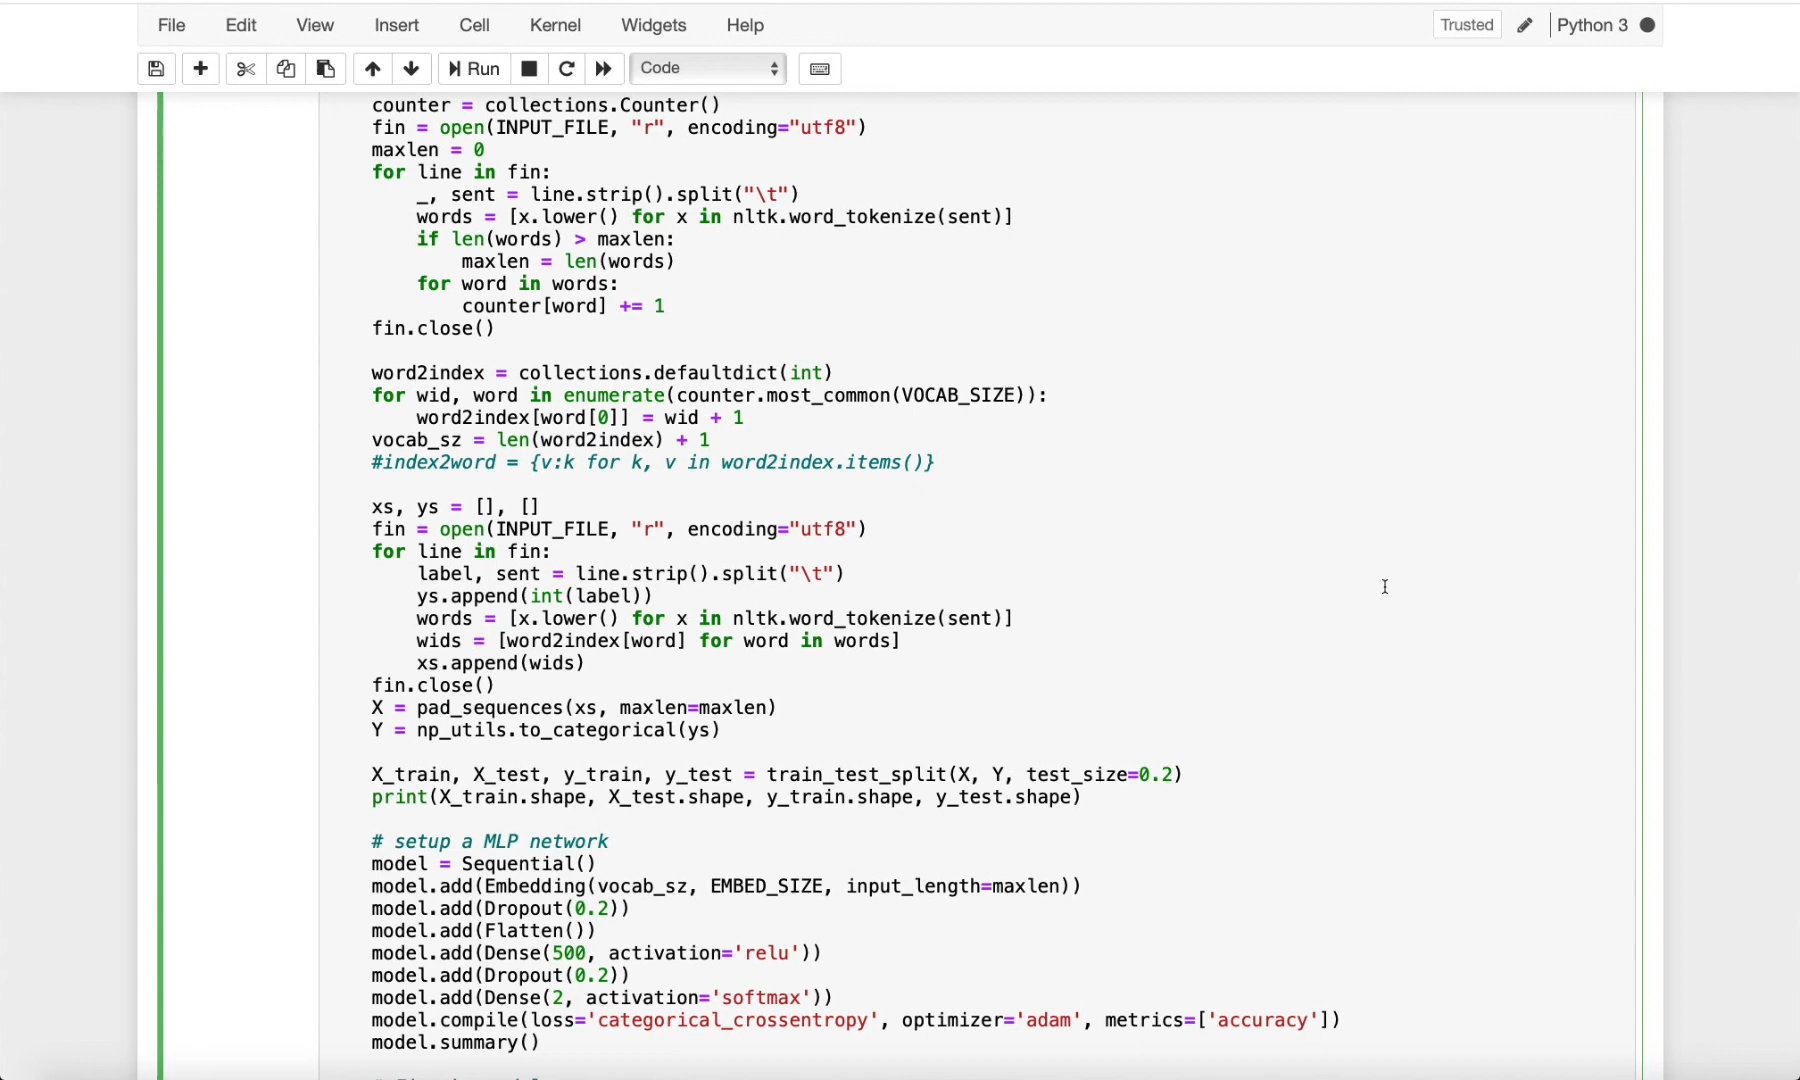 File Edit View Insert Cell Kernel Widgets Help Trusted Python 3
Run Code
counter = collections.Counter()
fin = open(INPUT_FILE, "r", encoding="utf8")
maxlen = 0
for line in fin:
    _, sent = line.strip().split("\t")
    words = [x.lower() for x in nltk.word_tokenize(sent)]
    if len(words) > maxlen:
        maxlen = len(words)
    for word in words:
        counter[word] += 1
fin.close()

word2index = collections.defaultdict(int)
for wid, word in enumerate(counter.most_common(VOCAB_SIZE)):
    word2index[word[0]] = wid + 1
vocab_sz = len(word2index) + 1
#index2word = {v:k for k, v in word2index.items()}

xs, ys = [], []
fin = open(INPUT_FILE, "r", encoding="utf8")
for line in fin:
    label, sent = line.strip().split("\t")
    ys.append(int(label))
    words = [x.lower() for x in nltk.word_tokenize(sent)]
    wids = [word2index[word] for word in words]
    xs.append(wids)
fin.close()
X = pad_sequences(xs, maxlen=maxlen)
Y = np_utils.to_categorical(ys)

X_train, X_test, y_train, y_test = train_test_split(X, Y, test_size=0.2)
print(X_train.shape, X_test.shape, y_train.shape, y_test.shape)

# setup a MLP network
model = Sequential()
model.add(Embedding(vocab_sz, EMBED_SIZE, input_length=maxlen))
model.add(Dropout(0.2))
model.add(Flatten())
model.add(Dense(500, activation='relu'))
model.add(Dropout(0.2))
model.add(Dense(2, activation='softmax'))
model.compile(loss='categorical_crossentropy', optimizer='adam', metrics=['accuracy'])
model.summary()